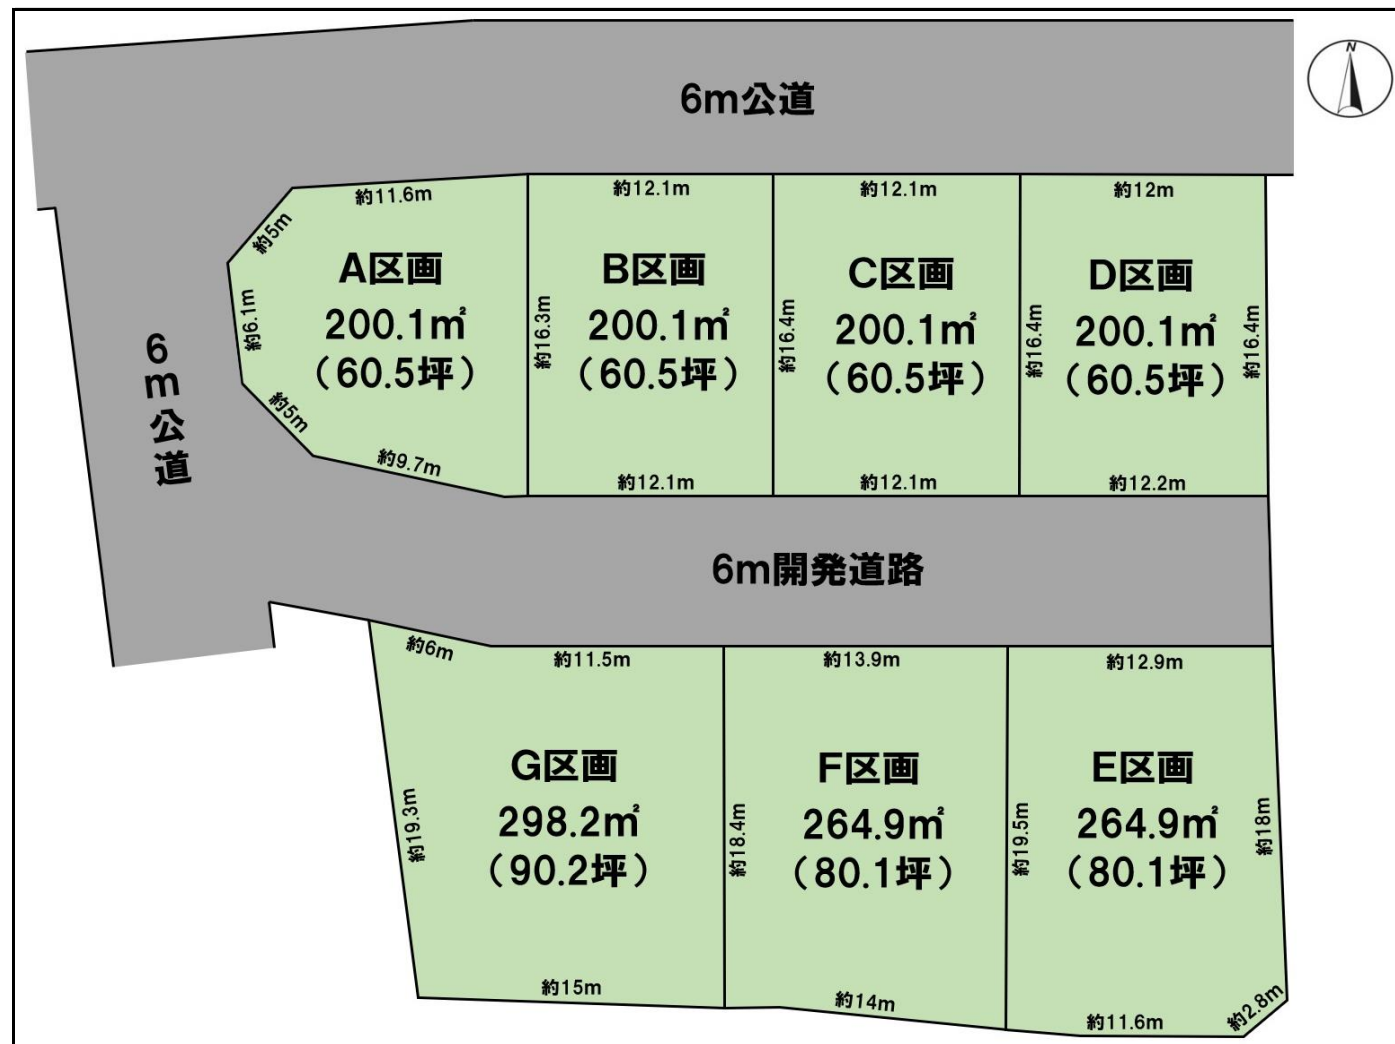 N
6m公道
約11.6m
約12.1m
約12.1m
約12m
約5m
A区画
200.1㎡
（60.5坪）
B区画
200.1㎡
（60.5坪）
C区画
200.1㎡
（60.5坪）
D区画
200.1㎡
（60.5坪）
約6.1m
約16.3m
約16.4m
約16.4m
約16.4m
6m公道
約5m
約9.7m
約12.1m
約12.1m
約12.2m
6m開発道路
約6m
約11.5m
約13.9m
約12.9m
G区画
298.2㎡
（90.2坪）
F区画
264.9㎡
（80.1坪）
E区画
264.9㎡
（80.1坪）
約19.3m
約18.4m
約19.5m
約18m
約15m
約14m
約11.6m
約2.8m